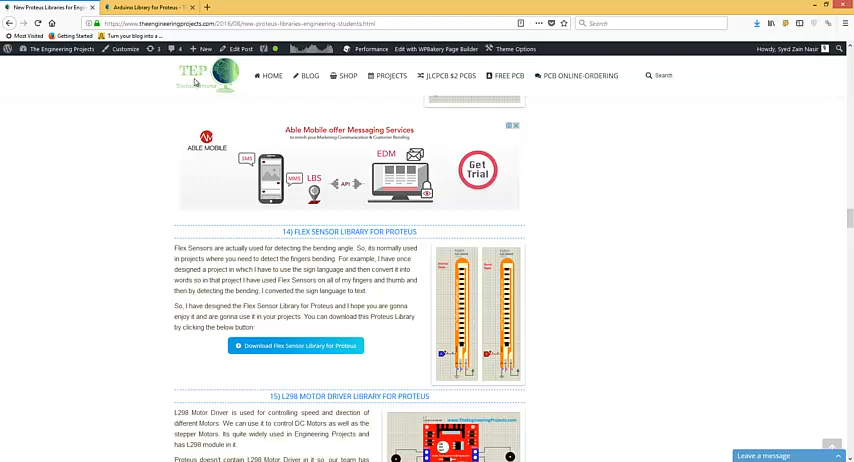 New Proteus Libraries for Eng
Arduino Library for Proteus - T
https://www.theengineeringprojects.com/2016/08/new-proteus-libraries-engineering-students.html
Search
Most Visited
Getting Started
Turn your blog into a ...
The Engineering Projects
Customize
3
4
New
Edit Post
Performance
Edit with WPBakery Page Builder
Theme Options
Howdy, Syed Zain Nasir
TEP
HOME
BLOG
SHOP
PROJECTS
JLCPCB $2 PCBS
FREE PCB
PCB ONLINE-ORDERING
Search
Able Mobile offer Messaging Services
to enrich your Marketing Communication & Customer Bonding
ABLE MOBILE
SMS
MMS
LBS
API
EDM
Get
Trial
14) FLEX SENSOR LIBRARY FOR PROTEUS
Flex Sensors are actually used for detecting the bending angle. So, its normally used
in projects where you need to detect the fingers bending. For example, I have once
designed a project in which I have to use the sign language and then convert it into
words so in that project I have used Flex Sensors on all of my fingers and thumb and
then by detecting the bending, I converted the sign language to text.
So, I have designed the Flex Sensor Library for Proteus and I hope you are gonna
enjoy it and are gonna use it in your projects. You can download this Proteus Library
by clicking the below button:
Download Flex Sensor Library for Proteus
15) L298 MOTOR DRIVER LIBRARY FOR PROTEUS
L298 Motor Driver is used for controlling speed and direction of
different Motors. We can use it to control DC Motors as well as the
stepper Motors. Its quite widely used in Engineering Projects and
has L298 module in it.
Proteus doesn't contain L298 Motor Driver in it so, our team has
www.TheEngineeringProjects.com
Leave a message